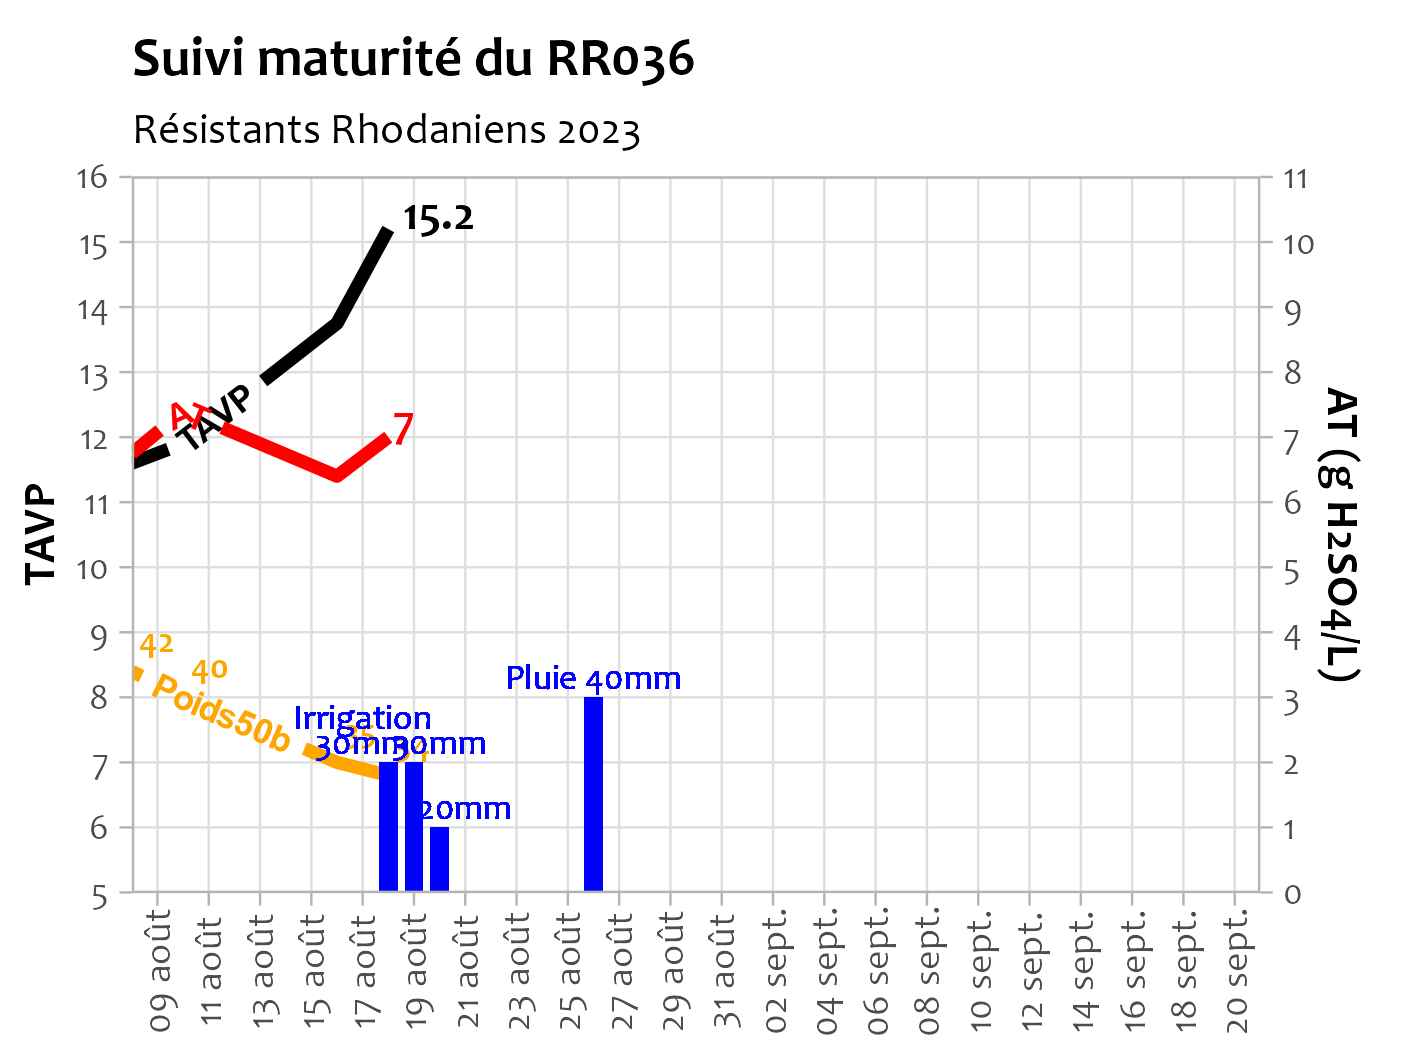 Suivi maturité du RR036
Résistants Rhodaniens 2023
16
15
14
13
12
11
10
9
8
7
6
5
TAVP
11
10
9
8
7
6
5
4
3
2
1
0
AT (g H2SO4/L)
15.2
AT
TAVP
7
42
40
Poids50b
35
34
Irrigation
30mm
30mm
20mm
Pluie 40mm
09 août
11 août
13 août
15 août
17 août
19 août
21 août
23 août
25 août
27 août
29 août
31 août
02 sept.
04 sept.
06 sept.
08 sept.
10 sept.
12 sept.
14 sept.
16 sept.
18 sept.
20 sept.